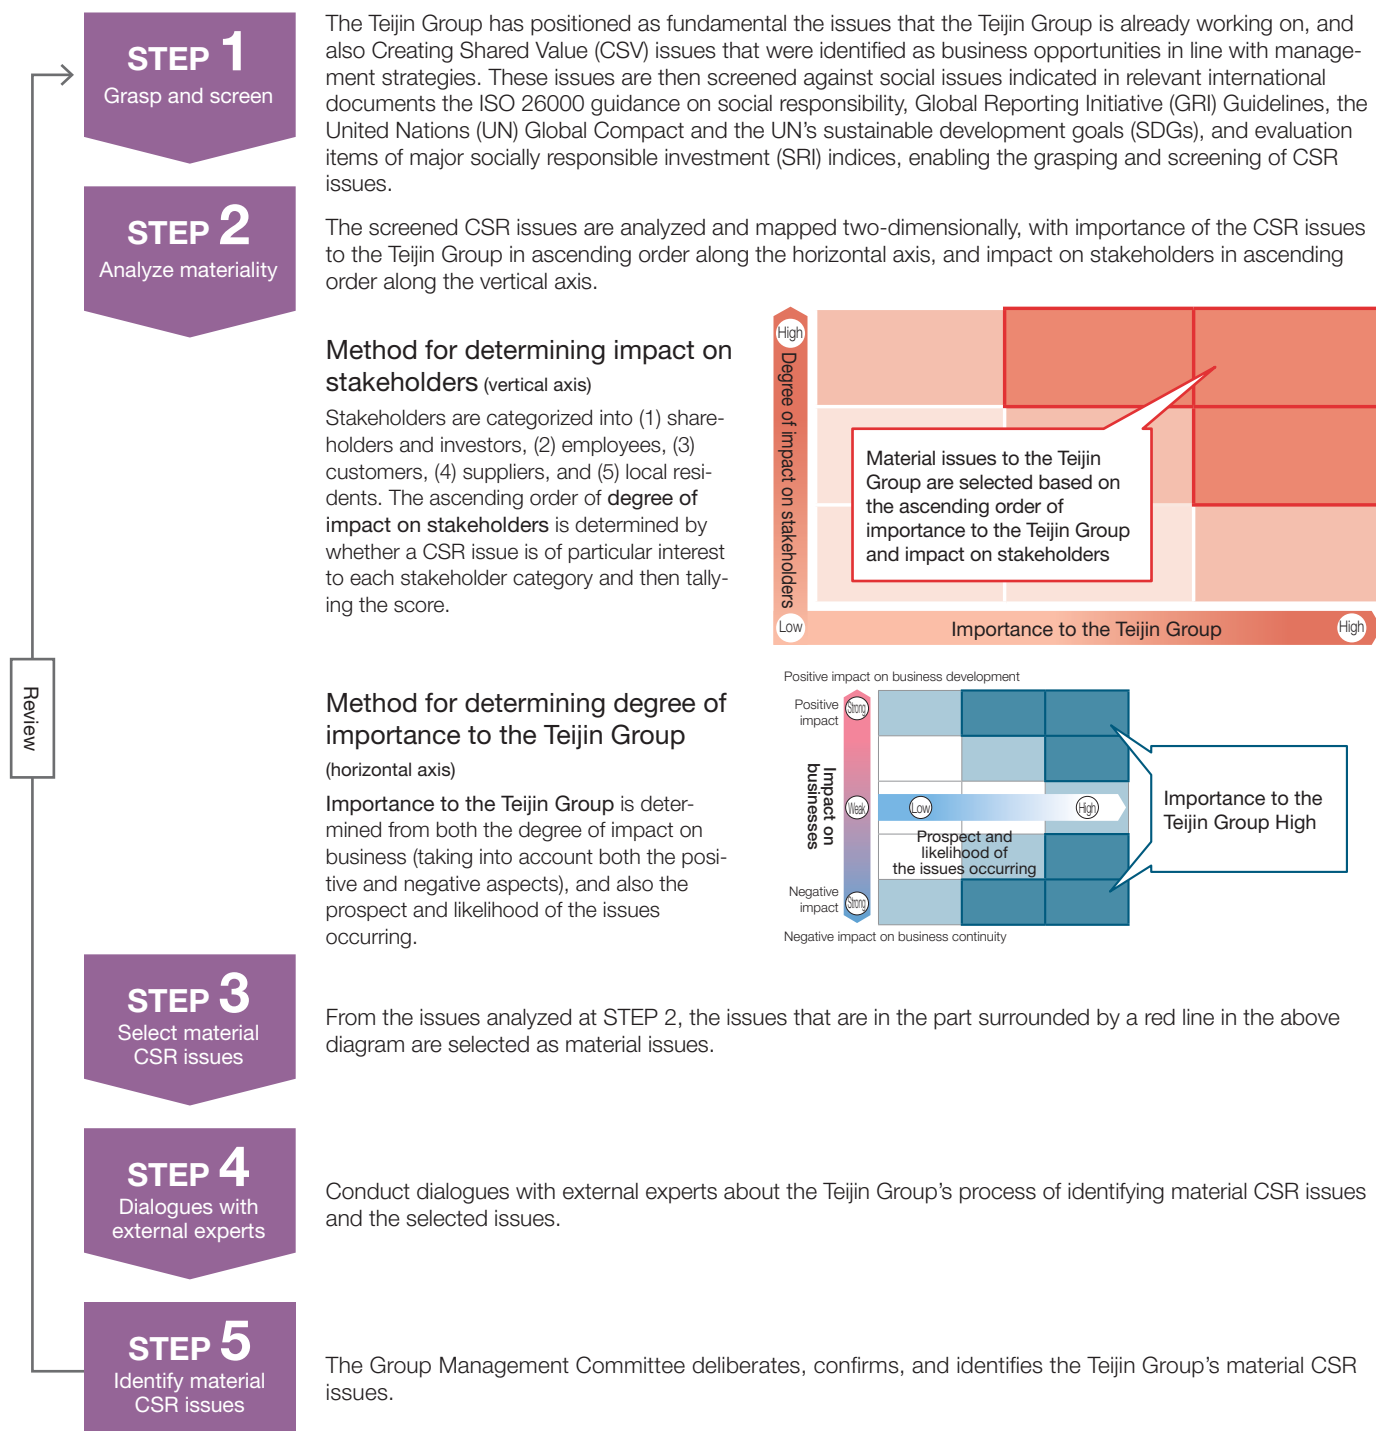 STEP 1
Grasp and screen
The Teijin Group has positioned as fundamental the issues that the Teijin Group is already working on, and
also Creating Shared Value (CSV) issues that were identified as business opportunities in line with manage-
ment strategies. These issues are then screened against social issues indicated in relevant international
documents the ISO 26000 guidance on social responsibility, Global Reporting Initiative (GRI) Guidelines, the
United Nations (UN) Global Compact and the UN's sustainable development goals (SDGs), and evaluation
items of major socially responsible investment (SRI) indices, enabling the grasping and screening of CSR
issues.
STEP 2
Analyze materiality
The screened CSR issues are analyzed and mapped two-dimensionally, with importance of the CSR issues
to the Teijin Group in ascending order along the horizontal axis, and impact on stakeholders in ascending
order along the vertical axis.
Method for determining impact on
stakeholders (vertical axis)
Stakeholders are categorized into (1) share-
holders and investors, (2) employees, (3)
customers, (4) suppliers, and (5) local resi-
dents. The ascending order of degree of
impact on stakeholders is determined by
whether a CSR issue is of particular interest
to each stakeholder category and then tally-
ing the score.
High
Degree of impact on stakeholders
Low
Material issues to the Teijin
Group are selected based on
the ascending order of
importance to the Teijin Group
and impact on stakeholders
Importance to the Teijin Group
High
Review
Method for determining degree of
importance to the Teijin Group
(horizontal axis)
Importance to the Teijin Group is deter-
mined from both the degree of impact on
business (taking into account both the posi-
tive and negative aspects), and also the
prospect and likelihood of the issues
occurring.
Positive impact on business development
Positive
impact
Strong
Impact on
businesses
Weak
Low
High
Prospect and
likelihood of
the issues occurring
Negative
impact
Strong
Negative impact on business continuity
Importance to the
Teijin Group High
STEP 3
Select material
CSR issues
From the issues analyzed at STEP 2, the issues that are in the part surrounded by a red line in the above
diagram are selected as material issues.
STEP 4
Dialogues with
external experts
Conduct dialogues with external experts about the Teijin Group's process of identifying material CSR issues
and the selected issues.
STEP 5
Identify material
CSR issues
The Group Management Committee deliberates, confirms, and identifies the Teijin Group's material CSR
issues.